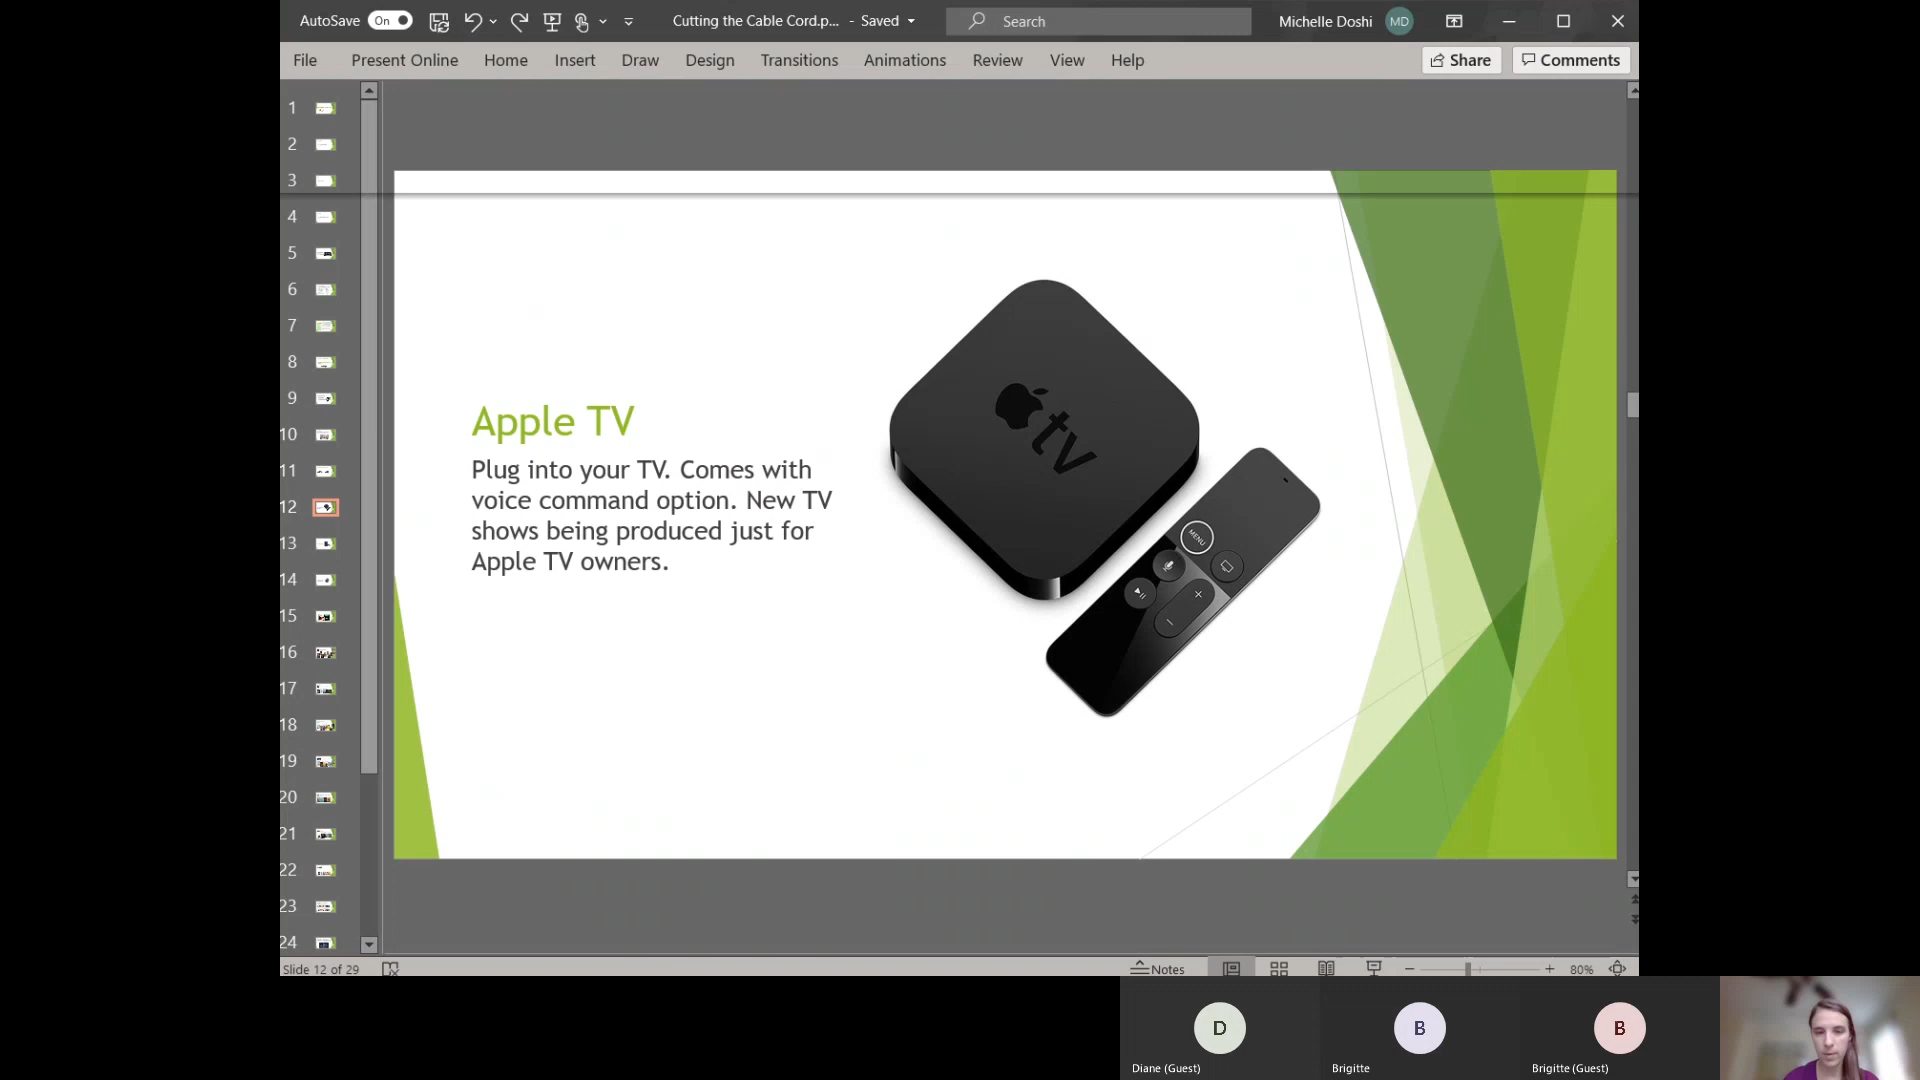 AutoSave On Cutting the Cable Cord.p... - Saved Search Michelle Doshi MD
File Present Online Home Insert Draw Design Transitions Animations Review View Help Share Comments
1
2
3
4
5
6
7
8
9
10
11
12
13
14
15
16
17
18
19
20
21
22
23
24
Apple TV
Plug into your TV. Comes with
voice command option. New TV
shows being produced just for
Apple TV owners.
tv
MENU
Slide 12 of 29 Notes 80%
D B B
Diane (Guest) Brigitte Brigitte (Guest)